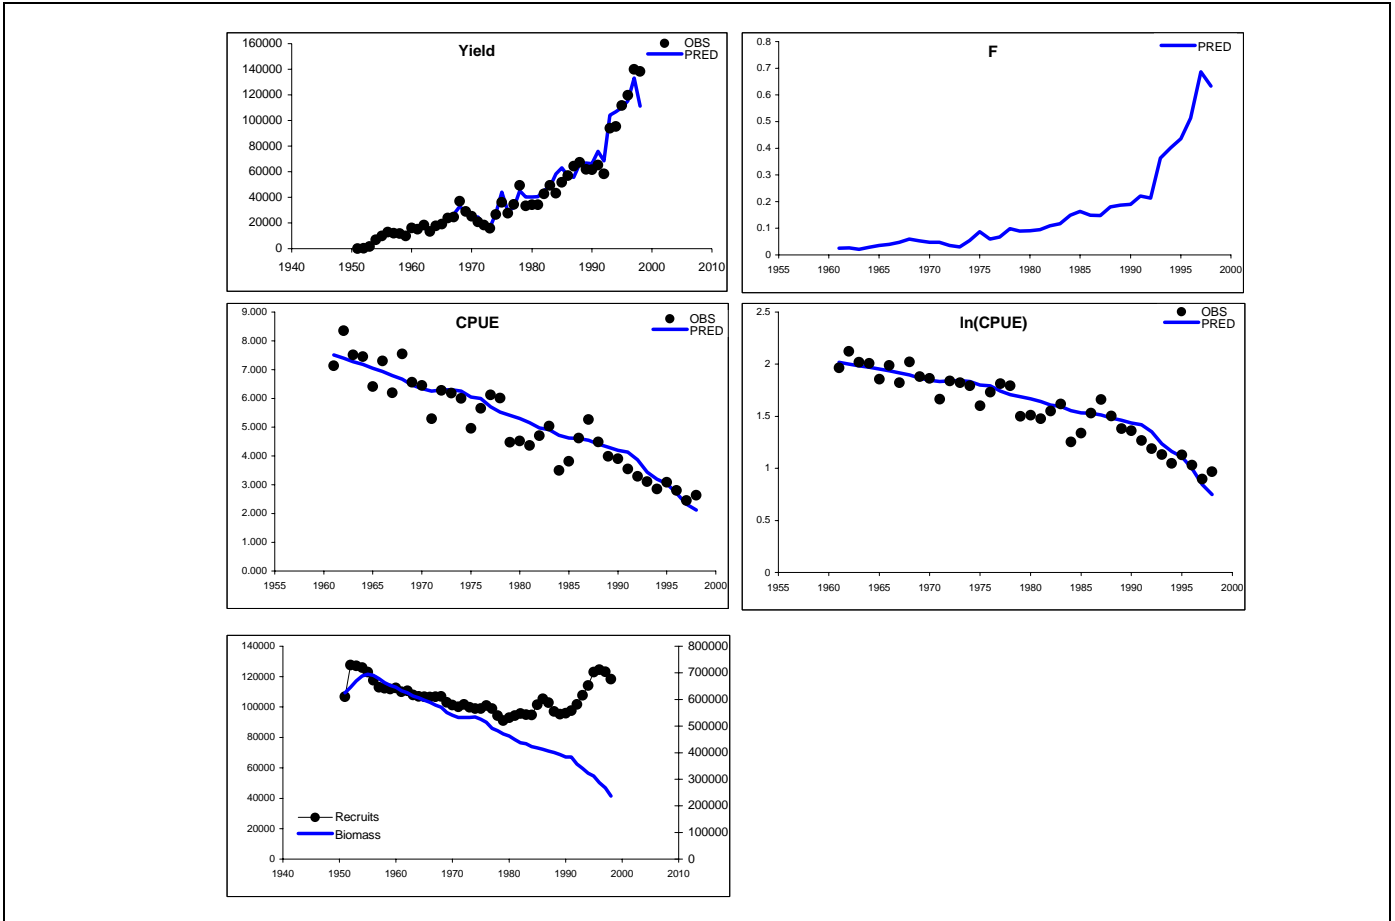 Yield
OBS
PRED
160000
140000
120000
100000
80000
60000
40000
20000
0
1940 1950 1960 1970 1980 1990 2000 2010
F
PRED
0.8
0.7
0.6
0.5
0.4
0.3
0.2
0.1
0
1955 1960 1965 1970 1975 1980 1985 1990 1995 2000
CPUE
OBS
PRED
9.000
8.000
7.000
6.000
5.000
4.000
3.000
2.000
1.000
0.000
1955 1960 1965 1970 1975 1980 1985 1990 1995 2000
ln(CPUE)
OBS
PRED
2.5
2
1.5
1
0.5
0
1955 1960 1965 1970 1975 1980 1985 1990 1995 2000
140000 800000
120000 700000
100000 600000
80000 500000
60000 400000
40000 300000
20000 200000
0 100000
0
Recruits
Biomass
1940 1950 1960 1970 1980 1990 2000 2010